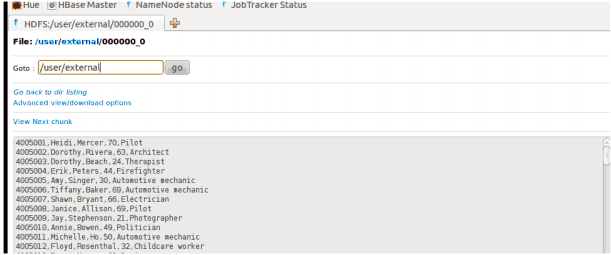 Hue HBase Master NameNode status JobTracker Status
HDFS:/user/external/000000_0
File: /user/external/000000_0
Goto : /user/external go
Go back to dir listing
Advanced view/download options
View Next chunk
4005001,Heidi,Mercer,70,Pilot
4005002,Dorothy,Rivera,63,Architect
4005003,Dorothy,Beach,24,Therapist
4005004,Erik,Peters,44,Firefighter
4005005,Amy,Singer,30,Automotive mechanic
4005006,Tiffany,Baker,69,Automotive mechanic
4005007,Shawn,Bryant,66,Electrician
4005008,Janice,Allison,69,Pilot
4005009,Jay,Stephenson,21,Photographer
4005010,Annie,Bowen,49,Politician
4005011,Michelle,Ho,50,Automotive mechanic
4005012,Floyd,Rosenthal,32,Childcare worker